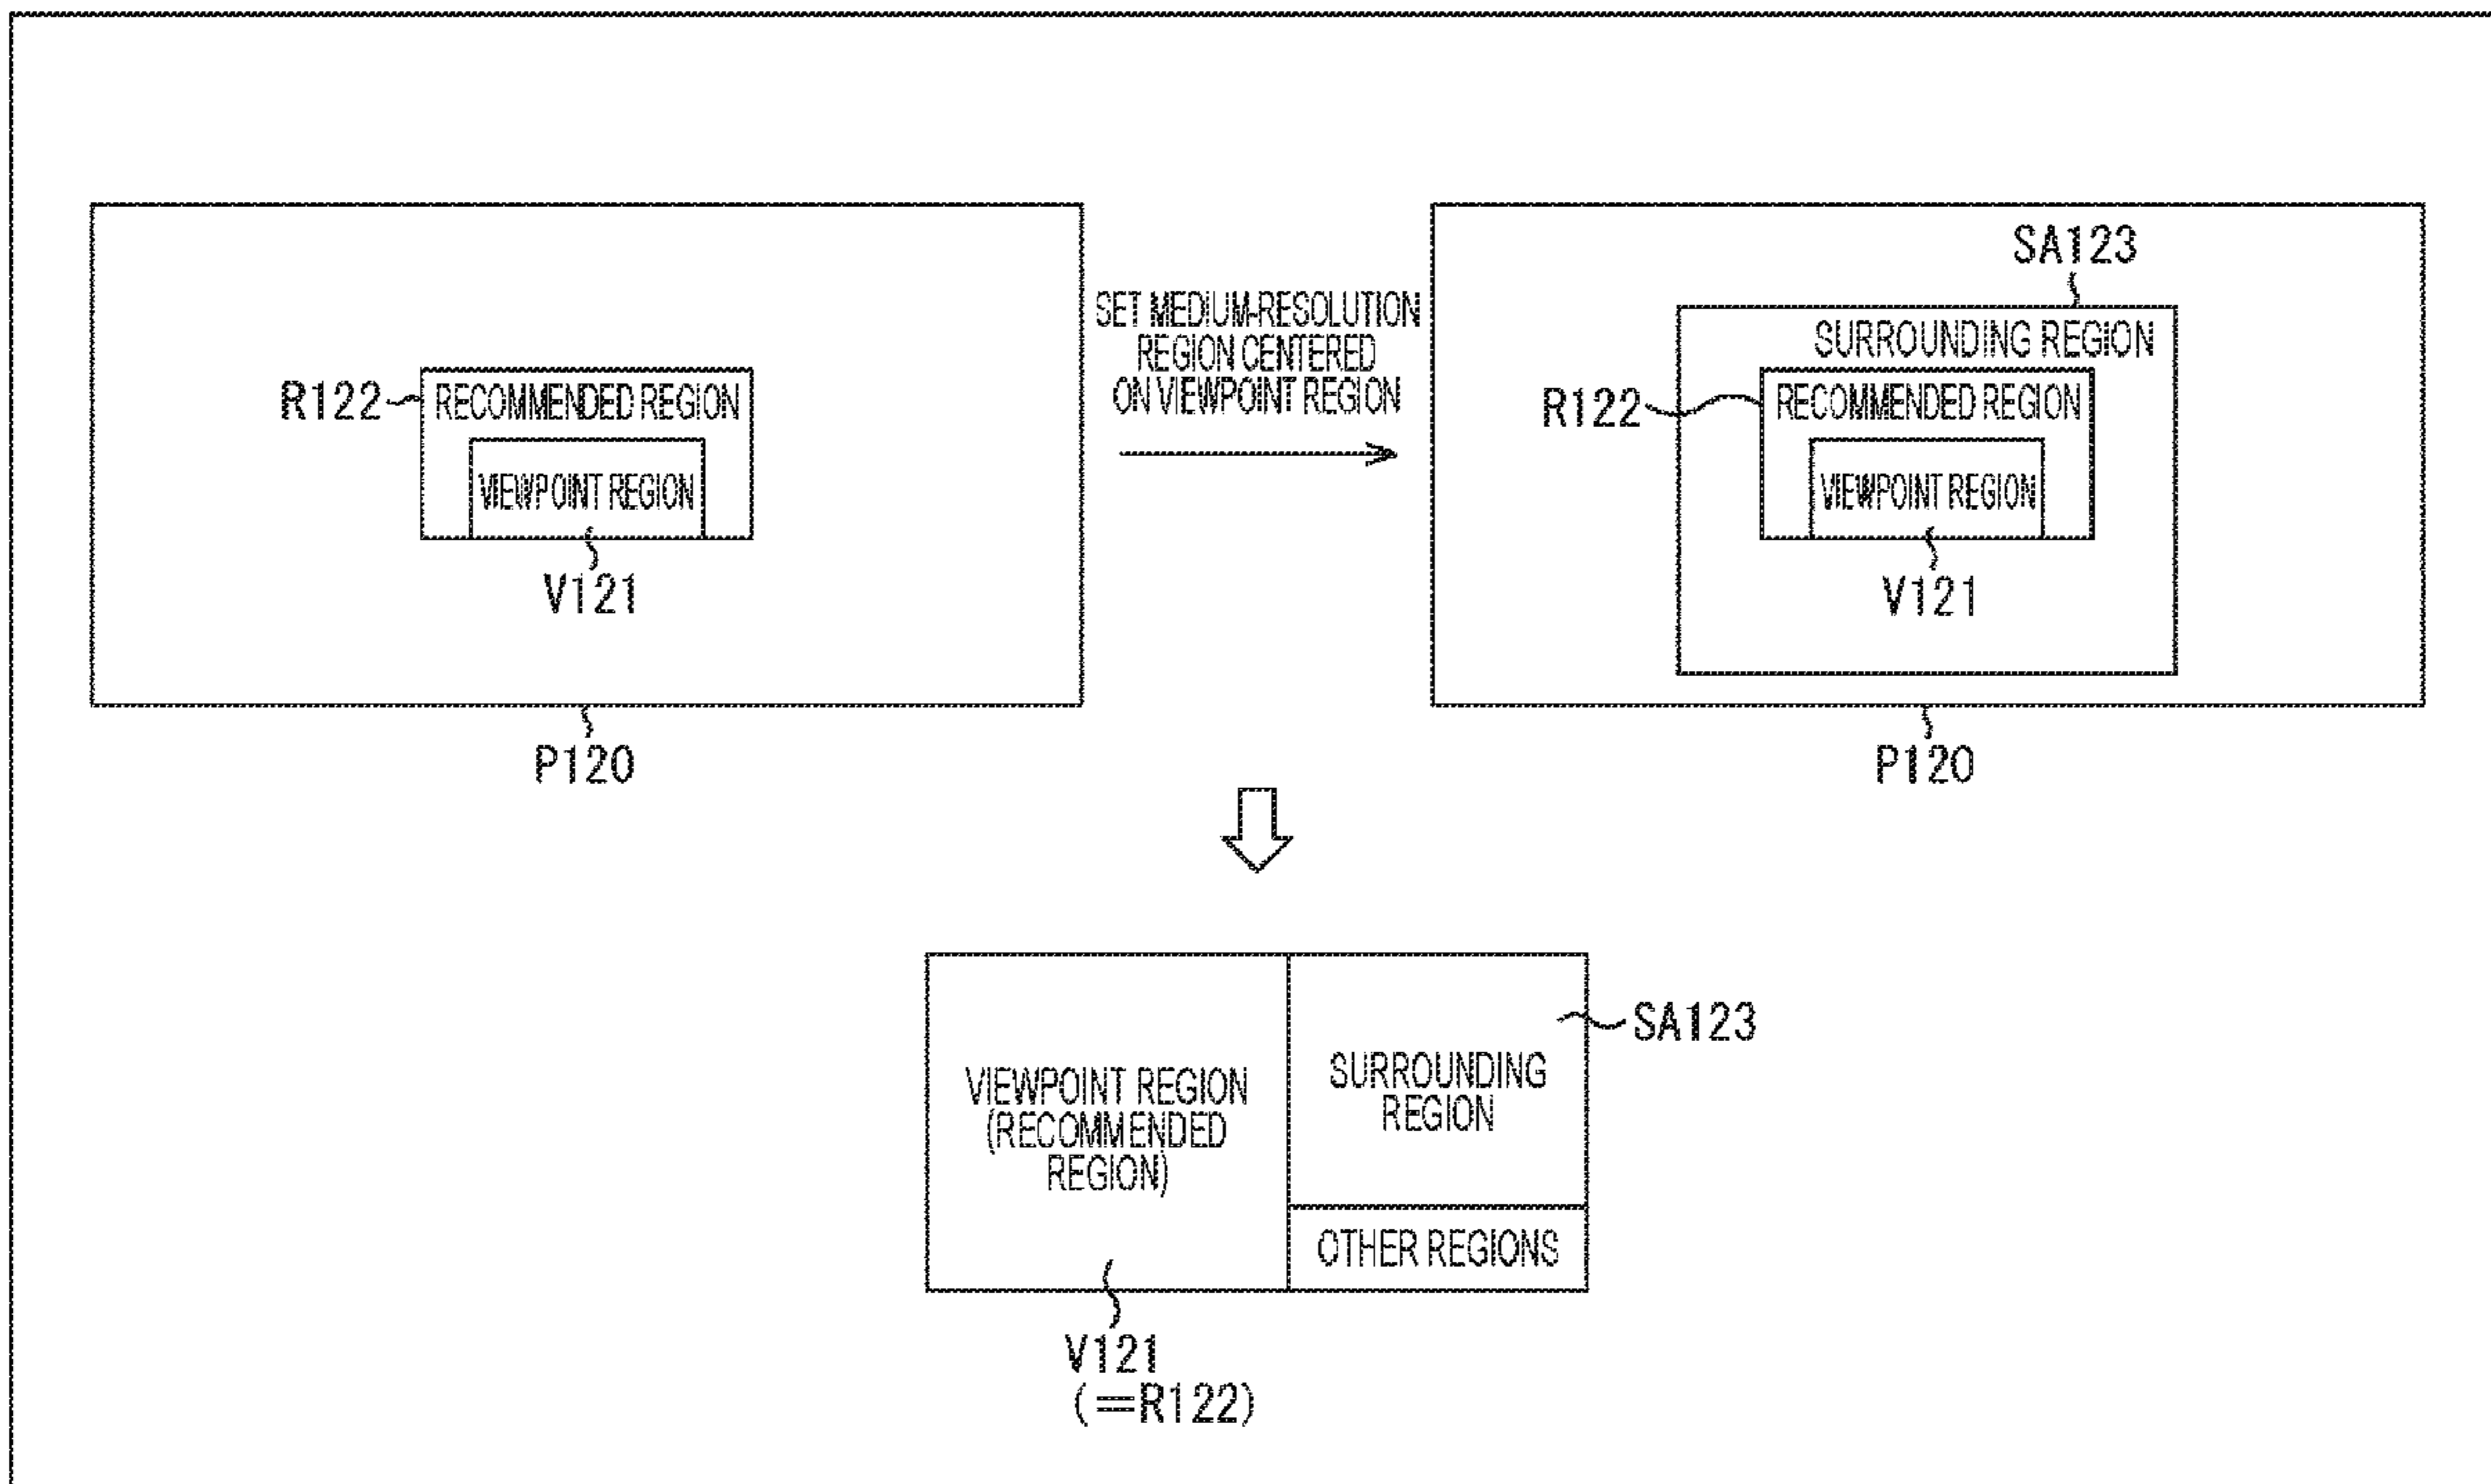 R122
RECOMMENDED REGION
VIEWPOINT REGION
V121
P120
SET MEDIUM-RESOLUTION
REGION CENTERED
ON VIEWPOINT REGION
SA123
SURROUNDING REGION
R122
RECOMMENDED REGION
VIEWPOINT REGION
V121
P120
VIEWPOINT REGION
(RECOMMENDED
REGION)
SURROUNDING
REGION
SA123
OTHER REGIONS
V121
(=R122)